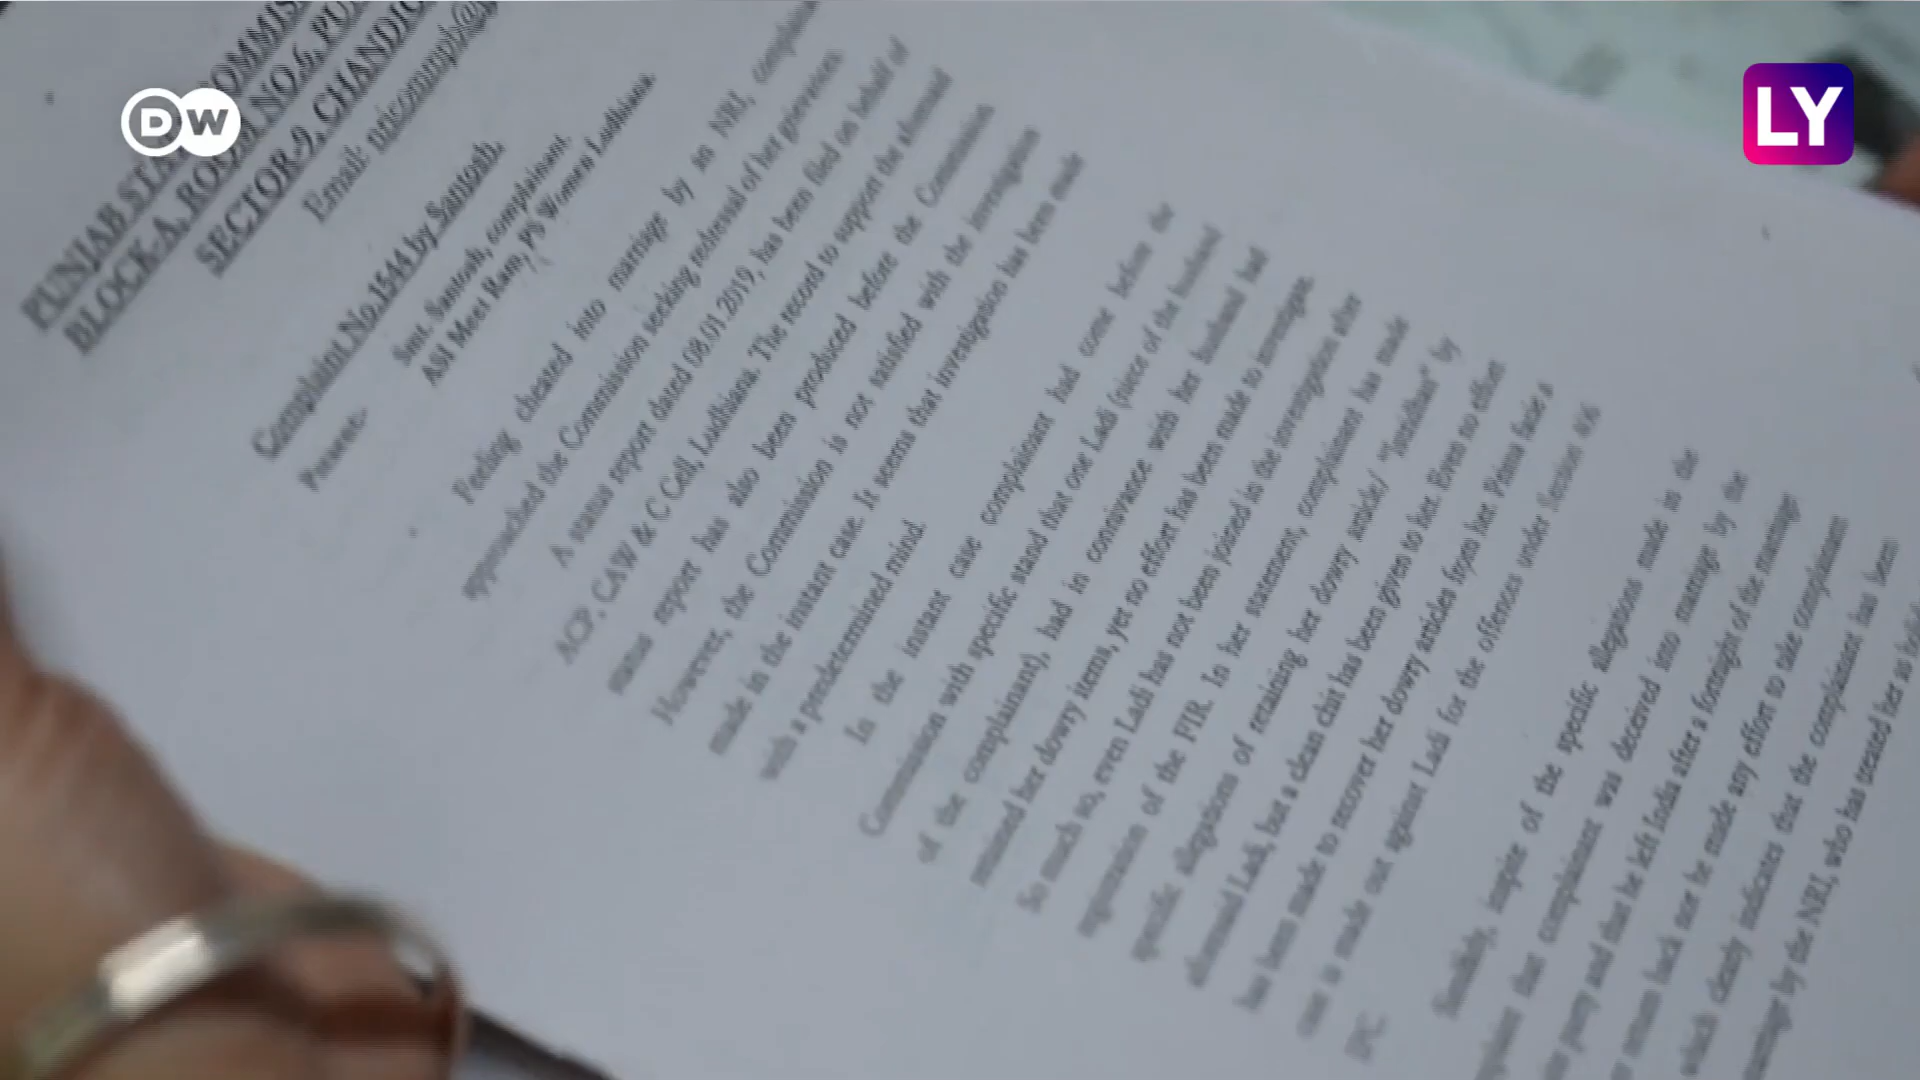 DW
LY
PUNJAB STATE COMMIS
BLOCK-A, ROOM NO.6, PU
SECTOR-9, CHANDIG
Email: nricommpb@
Complaint No.1544 by Santosh.
Present:- Smt. Santosh, complainant.
ASI Meet Ram, PS Women Ludhiana.
Feeling cheated into marriage by an NRI, complain
approached the Commission seeking redressal of her grievances.
A status report dated 08.01.2019, has been filed on behalf of
ACP, CAW & C Cell, Ludhiana. The record to support the aforesaid
status report has also been produced before the Commission
However, the Commission is not satisfied with the investigation
made in the instant case. It seems that investigation has been made
with a predetermined mind.
In the instant case complainant had come before the
Commission with specific stand that one Ladi (niece of the husband
of the complainant), had in connivance with her husband had
retained her dowry items, yet no effort has been made to investigate.
So much so, even Ladi has not been joined in the investigation after
registration of the FIR. In her statement, complainant has made
specific allegations of retaining her dowry article/ "Istridhan" by
aforesaid Ladi, but a clean chit has been given to her. Even no effort
has been made to recover her dowry articles from her. Prima facie a
case is made out against Ladi for the offences under Section 406
IPC.
Similarly, inspite of the specific allegations made in the
complaint that complainant was deceived into marriage by the
party and that he left India after a fortnight of the marriage
return back nor he made any effort to take complainant
which clearly indicates that the complainant has been
marriage by the NRI, who has treated her as